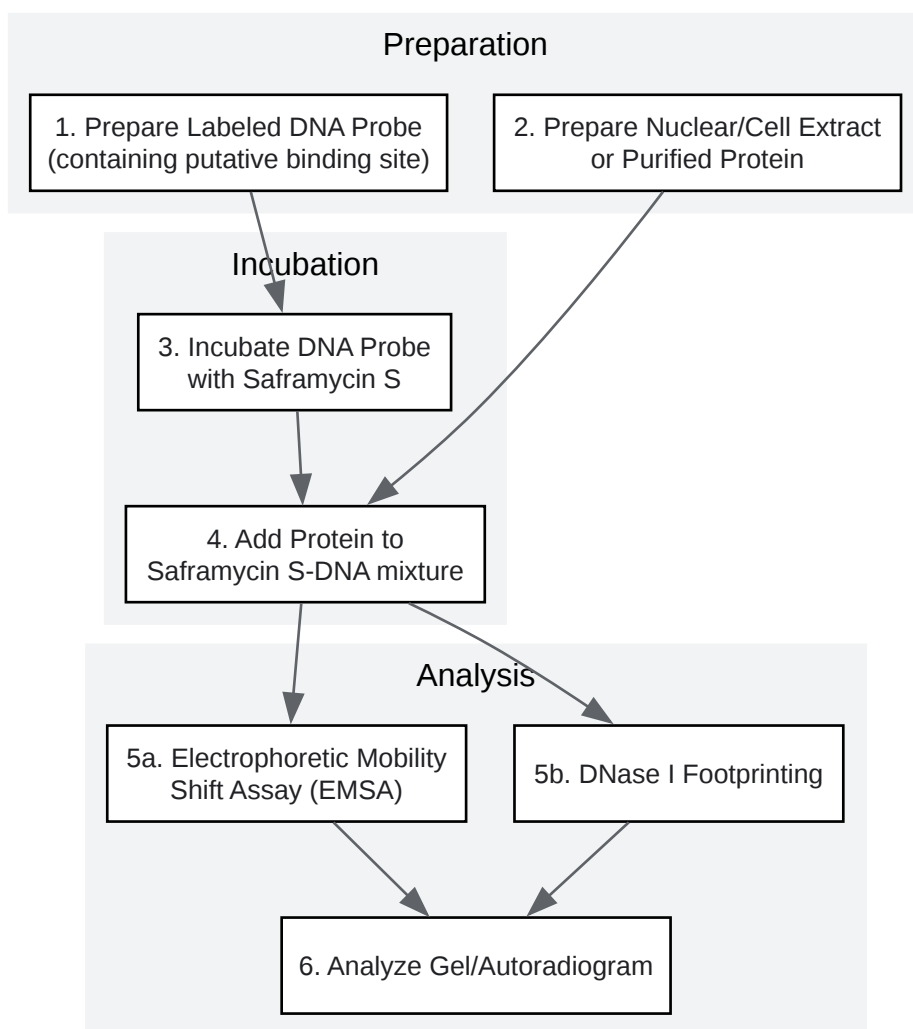 Preparation
1. Prepare Labeled DNA Probe
(containing putative binding site)
2. Prepare Nuclear/Cell Extract
or Purified Protein
Incubation
3. Incubate DNA Probe
with Saframycin S
4. Add Protein to
Saframycin S-DNA mixture
Analysis
5a. Electrophoretic Mobility
Shift Assay (EMSA)
5b. DNase I Footprinting
6. Analyze Gel/Autoradiogram